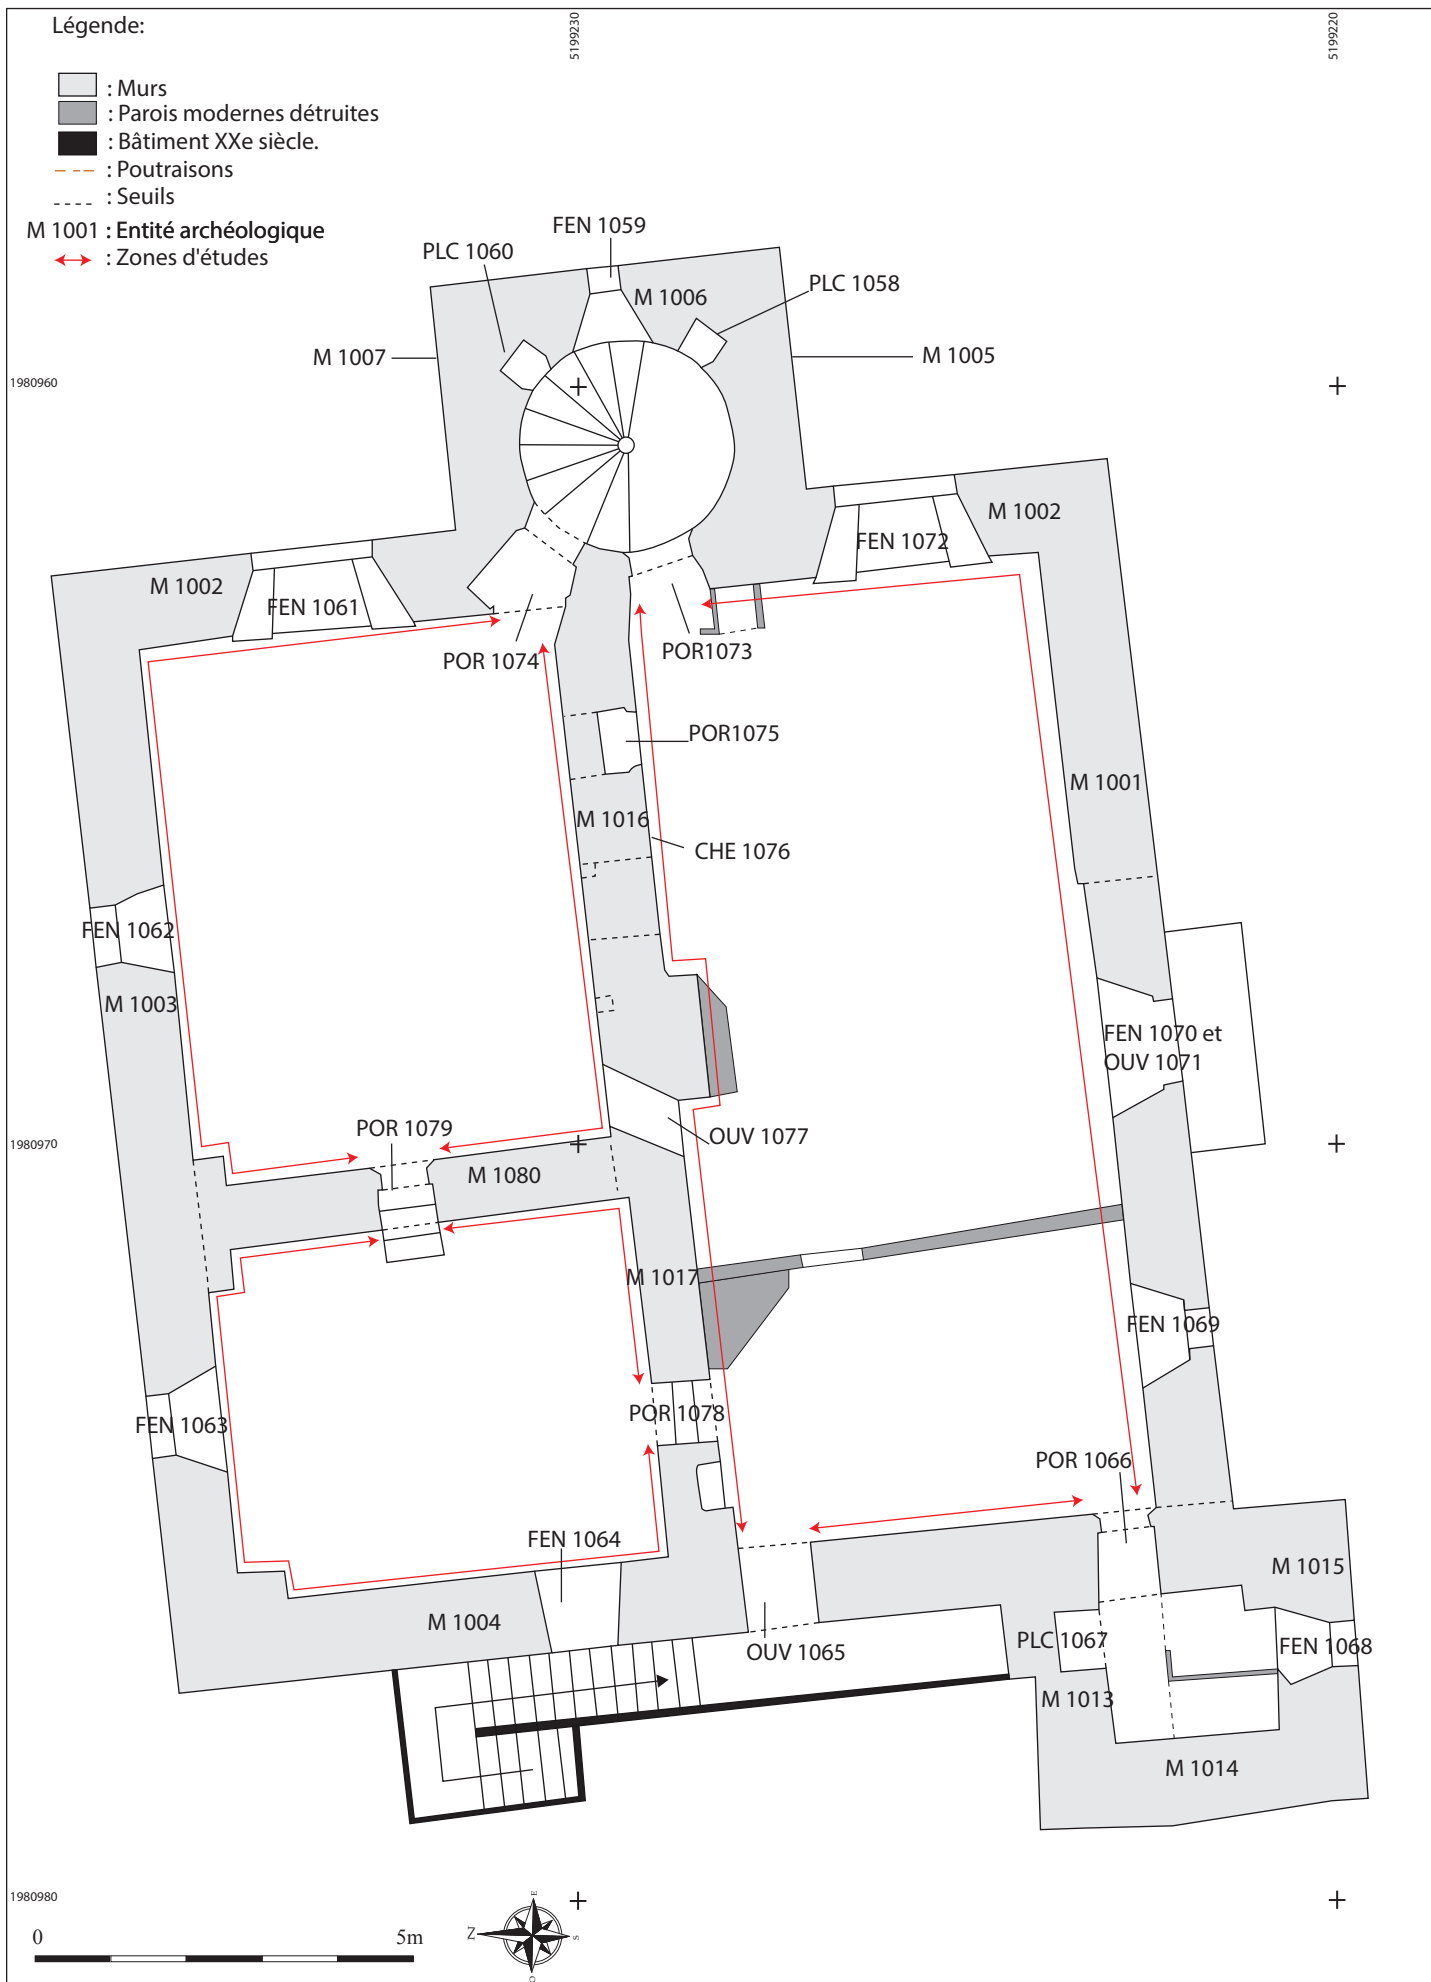 Légende:
5199230
5199220
: Murs
: Parois modernes détruites
: Bâtiment XXe siècle.
: Poutraisons
: Seuils
M 1001 : Entité archéologique
: Zones d'études
FEN 1059
PLC 1060
PLC 1058
M 1006
M 1007
M 1005
1980960
M 1002
FEN 1072
M 1002
FEN 1061
POR 1074
POR1073
POR1075
M 1001
M 1016
CHE 1076
FEN 1062
M 1003
FEN 1070 et
OUV 1071
POR 1079
OUV 1077
1980970
M 1080
M 1017
FEN 1069
POR 1078
FEN 1063
POR 1066
FEN 1064
M 1015
M 1004
PLC 1067
FEN 1068
OUV 1065
M 1013
M 1014
1980980
0
5m
E
N
S
O